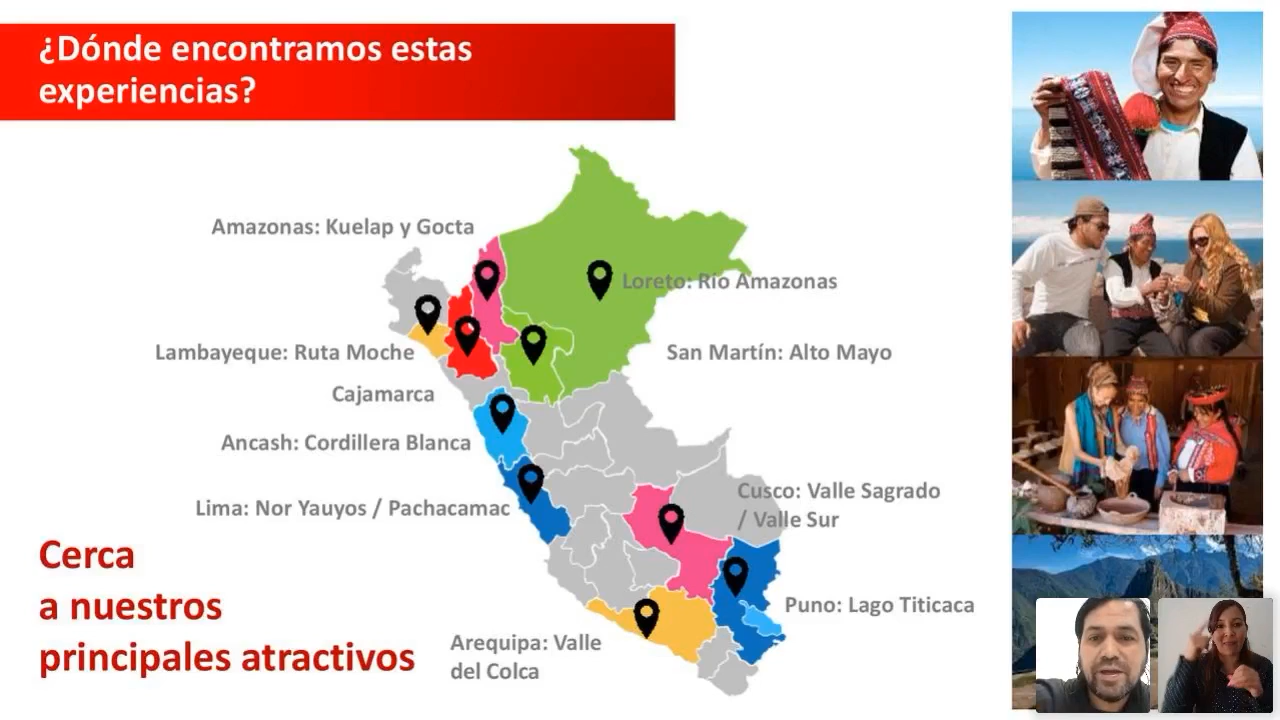 ¿Dónde encontramos estas
experiencias?
Amazonas: Kuelap y Gocta
Loreto: Río Amazonas
Lambayeque: Ruta Moche
San Martín: Alto Mayo
Cajamarca
Ancash: Cordillera Blanca
Cusco: Valle Sagrado
/ Valle Sur
Lima: Nor Yauyos / Pachacamac
Cerca
a nuestros
principales atractivos
Puno: Lago Titicaca
Arequipa: Valle
del Colca